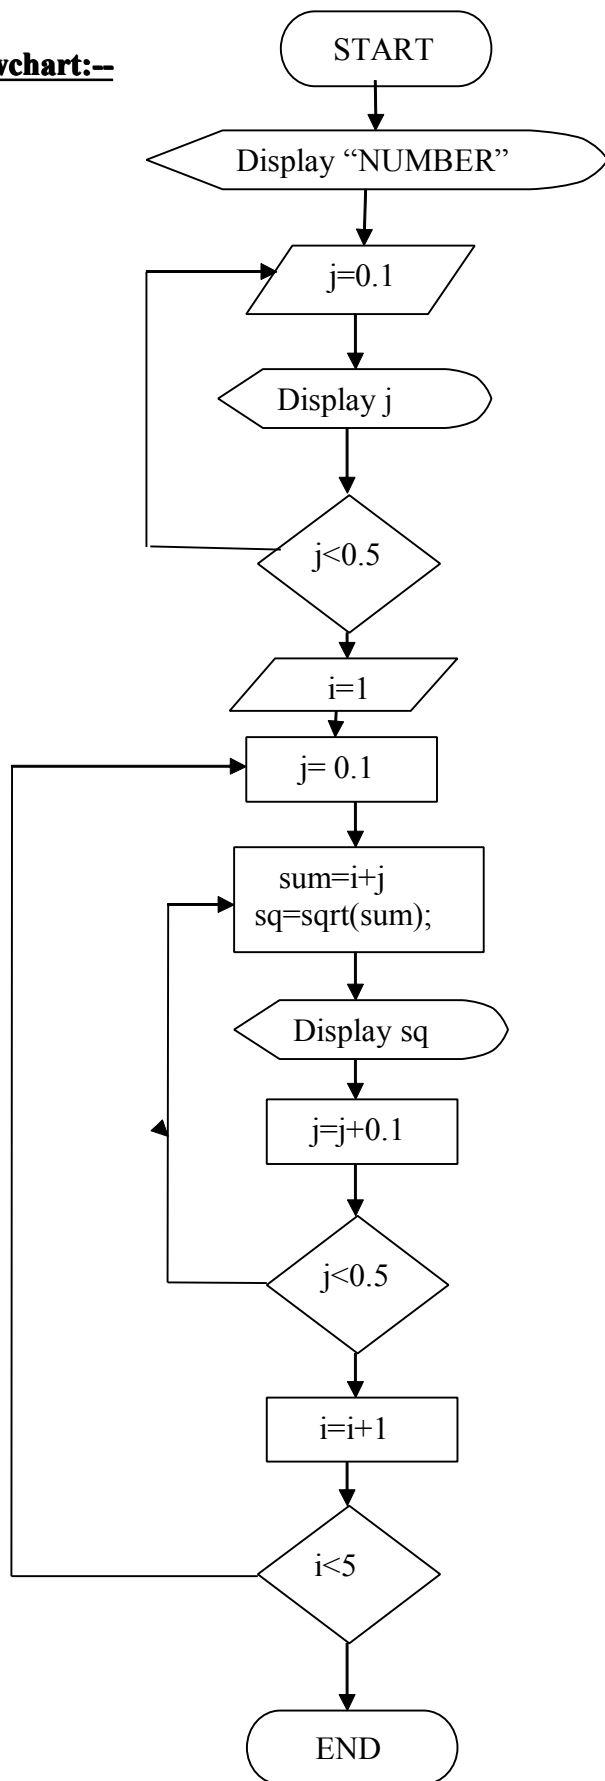 wchart:--
START
Display “NUMBER”
j=0.1
Display j
j<0.5
i=1
j= 0.1
sum=i+j
sq=sqrt(sum);
Display sq
j=j+0.1
j<0.5
i=i+1
i<5
END